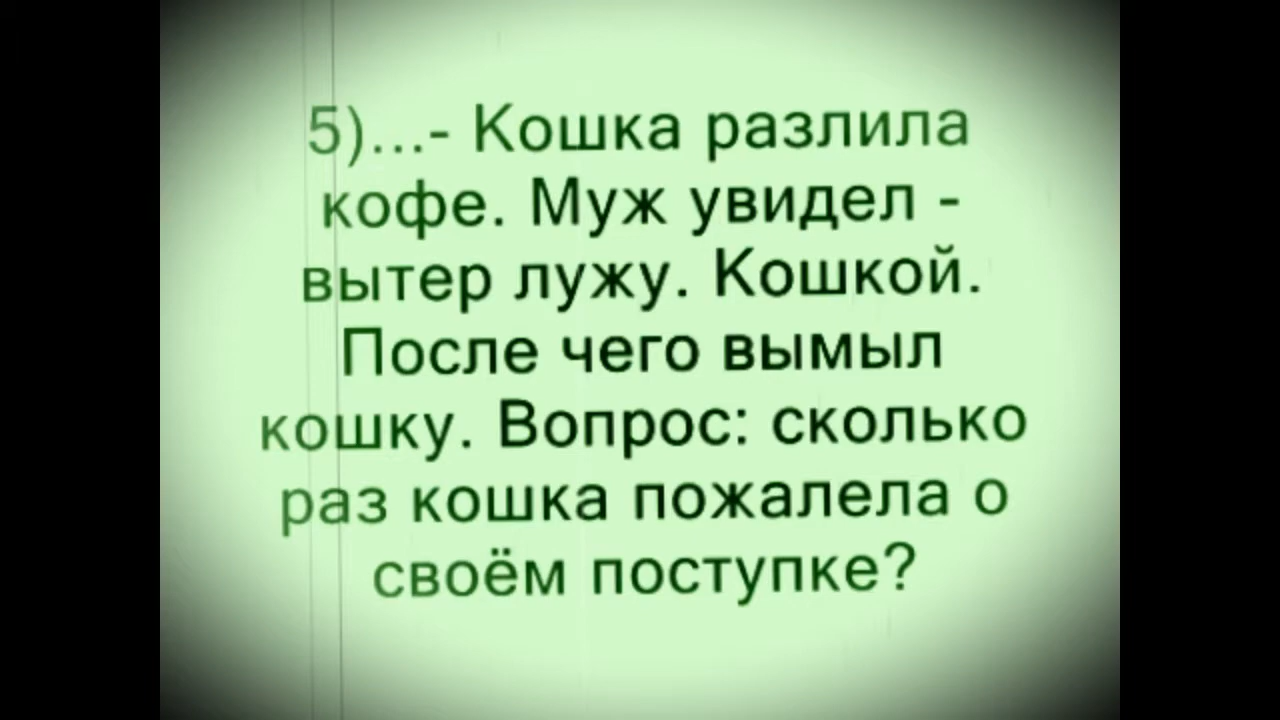 5)...- Кошка разлила
кофе. Муж увидел -
вытер лужу. Кошкой.
После чего вымыл
кошку. Вопрос: сколько
раз кошка пожалела о
своём поступке?